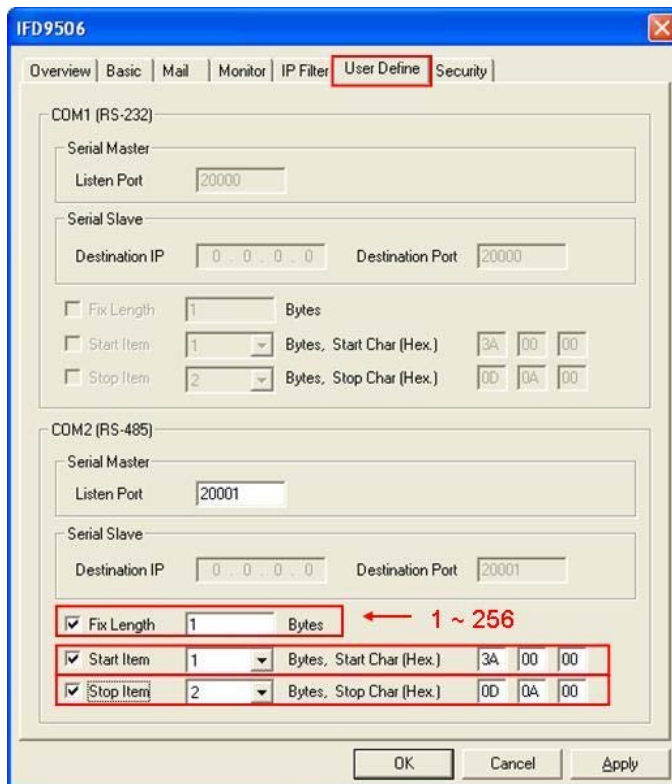 IFD9506
Overview Basic Mail Monitor IP Filter User Define Security
COM1 (RS-232)
Serial Master
Listen Port 20000
Serial Slave
Destination IP 0 . 0 . 0 . 0 Destination Port 20000
Fix Length 1 Bytes
Start Item 1 Bytes, Start Char (Hex.) 3A 00 00
Stop Item 2 Bytes, Stop Char (Hex.) 0D 0A 00
COM2 (RS-485)
Serial Master
Listen Port 20001
Serial Slave
Destination IP 0 . 0 . 0 . 0 Destination Port 20001
Fix Length 1 Bytes ← 1 ~ 256
Start Item 1 Bytes, Start Char (Hex.) 3A 00 00
Stop Item 2 Bytes, Stop Char (Hex.) 0D 0A 00
OK Cancel Apply